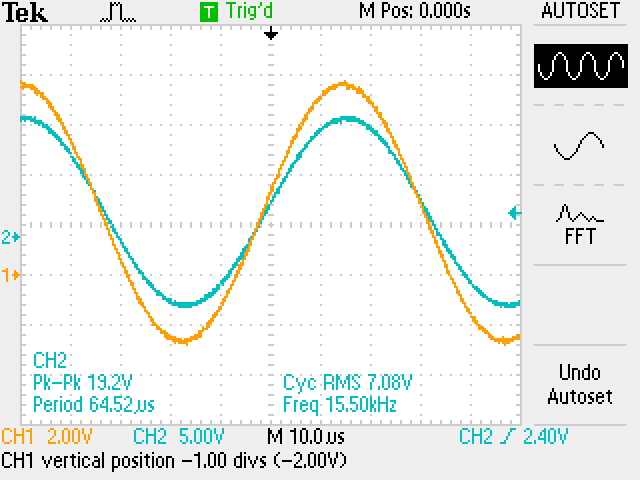 Tek T Trig'd M Pos: 0.000s AUTOSET
FFT
2
1
CH2
Pk-Pk 19.2V Cyc RMS 7.08V
Period 64.52µs Freq 15.50kHz
Undo
Autoset
CH1 2.00V CH2 5.00V M 10.0µs CH2 / 2.40V
CH1 vertical position -1.00 divs (-2.00V)